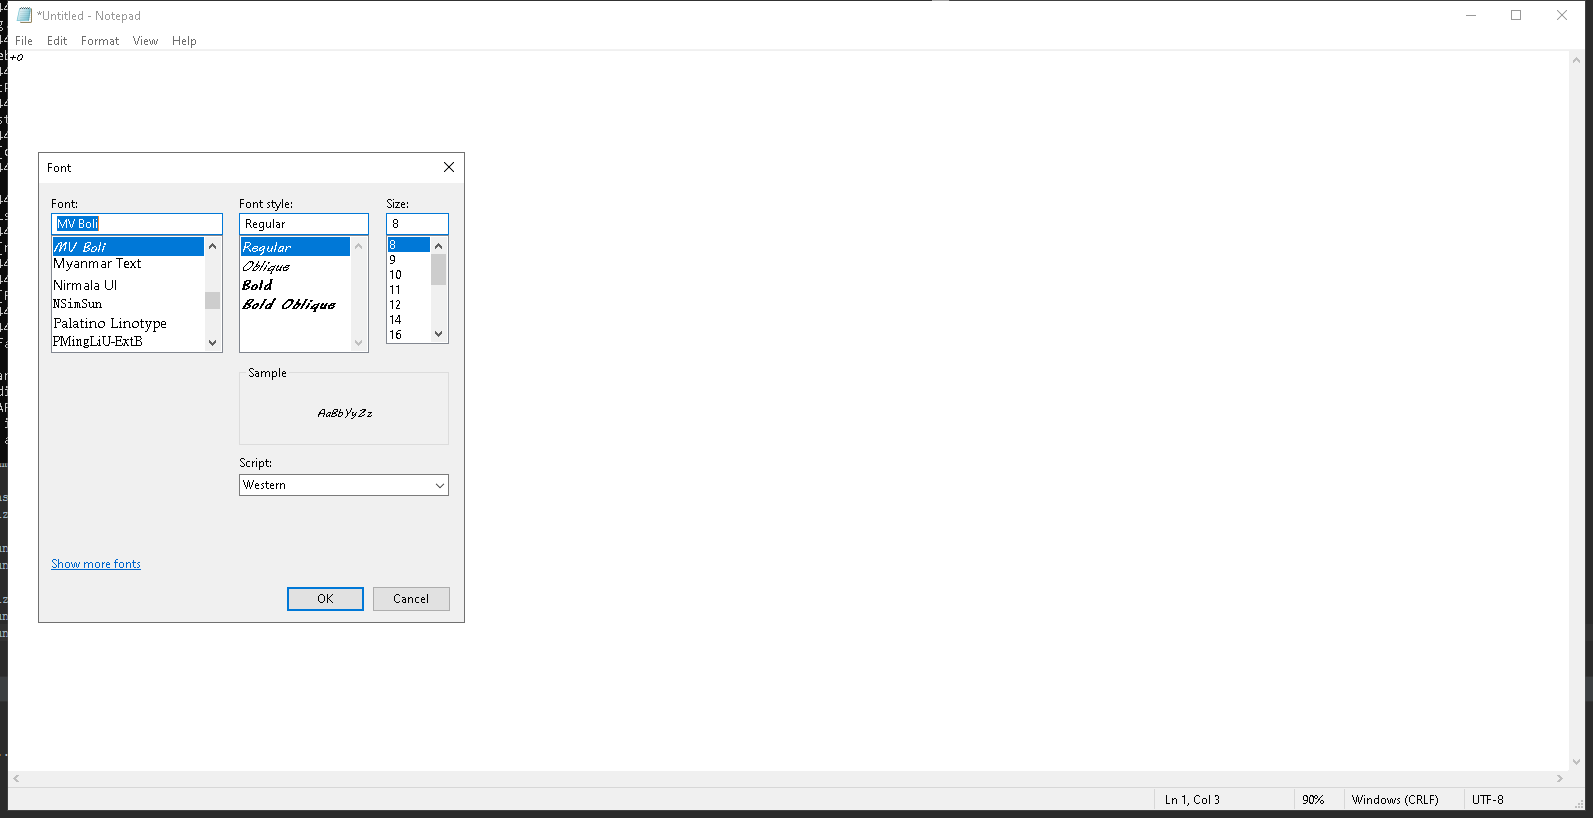 *Untitled - Notepad
File Edit Format View Help
+o
Font
Font: Font style: Size:
MV Boli Regular 8
MV Boli Regular 8
Myanmar Text Oblique 9
Nirmala UI Bold 10
NSimSun Bold Oblique 11
Palatino Linotype 12
PMingLiU-ExtB 14
16
Sample
AaBbYyZz
Script:
Western
Show more fonts
OK Cancel
Ln 1, Col 3 90% Windows (CRLF) UTF-8